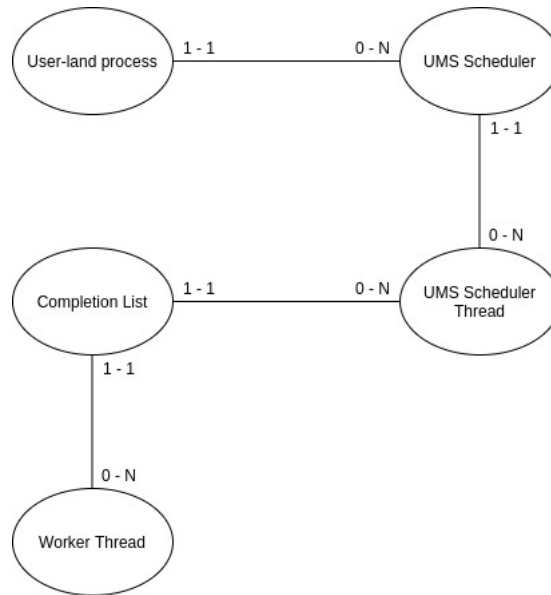 User-land process
1 - 1
0 - N
UMS Scheduler
1 - 1
0 - N
Completion List
1 - 1
0 - N
UMS Scheduler
Thread
1 - 1
0 - N
Worker Thread